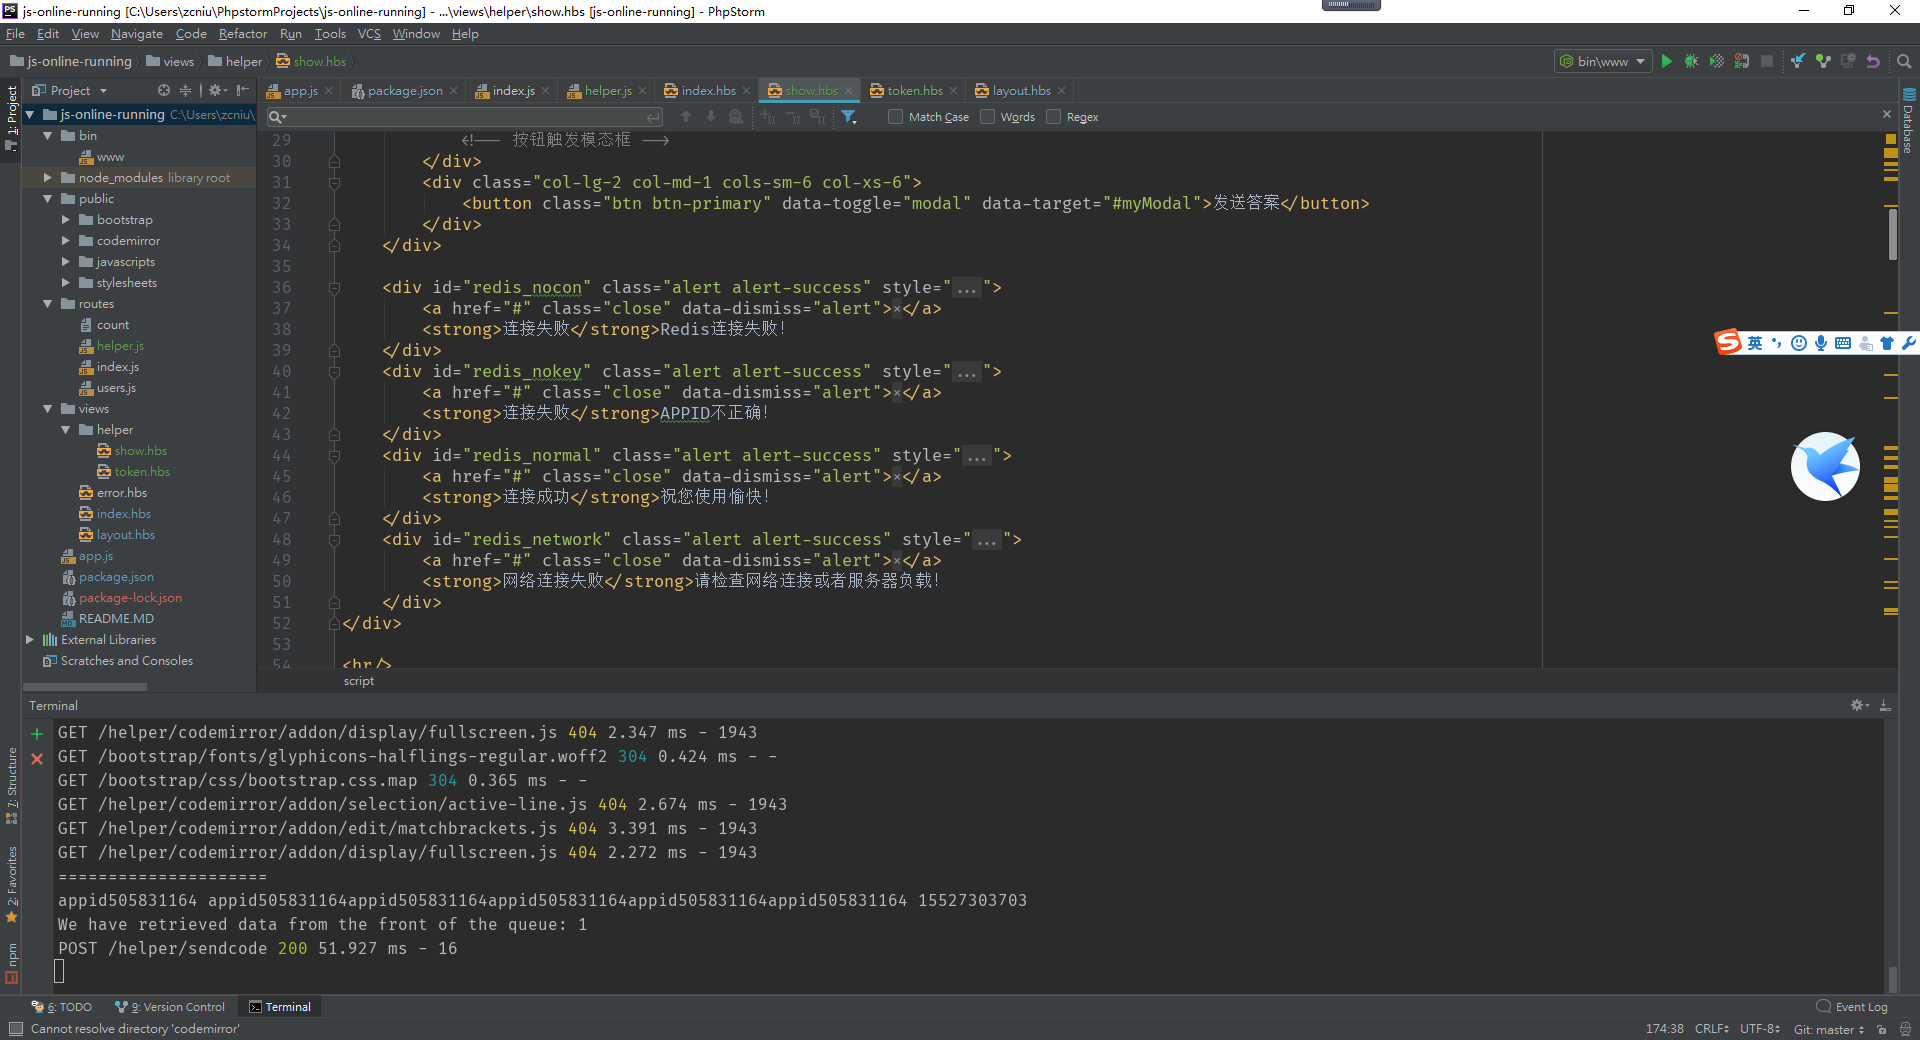 js-online-running [C:\Users\zcniu\PhpstormProjects\js-online-running] - ...\views\helper\show.hbs [js-online-running] - PhpStorm
File Edit View Navigate Code Refactor Run Tools VCS Window Help
js-online-running views helper show.hbs
bin\www
1: Project
Project
app.js package.json index.js helper.js index.hbs show.hbs token.hbs layout.hbs
Match Case Words Regex
Database
js-online-running C:\Users\zcniu\
bin
www
node_modules library root
public
bootstrap
codemirror
javascripts
stylesheets
routes
count
helper.js
index.js
users.js
views
helper
show.hbs
token.hbs
error.hbs
index.hbs
layout.hbs
app.js
package.json
package-lock.json
README.MD
External Libraries
Scratches and Consoles
29 <!-- 按钮触发模态框 -->
30 </div>
31 <div class="col-lg-2 col-md-1 cols-sm-6 col-xs-6">
32 <button class="btn btn-primary" data-toggle="modal" data-target="#myModal">发送答案</button>
33 </div>
34 </div>
35
36 <div id="redis_nocon" class="alert alert-success" style="...">
37 <a href="#" class="close" data-dismiss="alert">×</a>
38 <strong>连接失败</strong>Redis连接失败！
39 </div>
40 <div id="redis_nokey" class="alert alert-success" style="...">
41 <a href="#" class="close" data-dismiss="alert">×</a>
42 <strong>连接失败</strong>APPID不正确！
43 </div>
44 <div id="redis_normal" class="alert alert-success" style="...">
45 <a href="#" class="close" data-dismiss="alert">×</a>
46 <strong>连接成功</strong>祝您使用愉快！
47 </div>
48 <div id="redis_network" class="alert alert-success" style="...">
49 <a href="#" class="close" data-dismiss="alert">×</a>
50 <strong>网络连接失败</strong>请检查网络连接或者服务器负载！
51 </div>
52 </div>
53
54 <hr/>
script
英
Terminal
GET /helper/codemirror/addon/display/fullscreen.js 404 2.347 ms - 1943
GET /bootstrap/fonts/glyphicons-halflings-regular.woff2 304 0.424 ms - -
GET /bootstrap/css/bootstrap.css.map 304 0.365 ms - -
GET /helper/codemirror/addon/selection/active-line.js 404 2.674 ms - 1943
GET /helper/codemirror/addon/edit/matchbrackets.js 404 3.391 ms - 1943
GET /helper/codemirror/addon/display/fullscreen.js 404 2.272 ms - 1943
=====================
appid505831164 appid505831164appid505831164appid505831164appid505831164appid505831164 15527303703
We have retrieved data from the front of the queue: 1
POST /helper/sendcode 200 51.927 ms - 16
7: Structure
2: Favorites
npm
6: TODO 9: Version Control Terminal Event Log
Cannot resolve directory 'codemirror' 174:38 CRLF UTF-8 Git: master